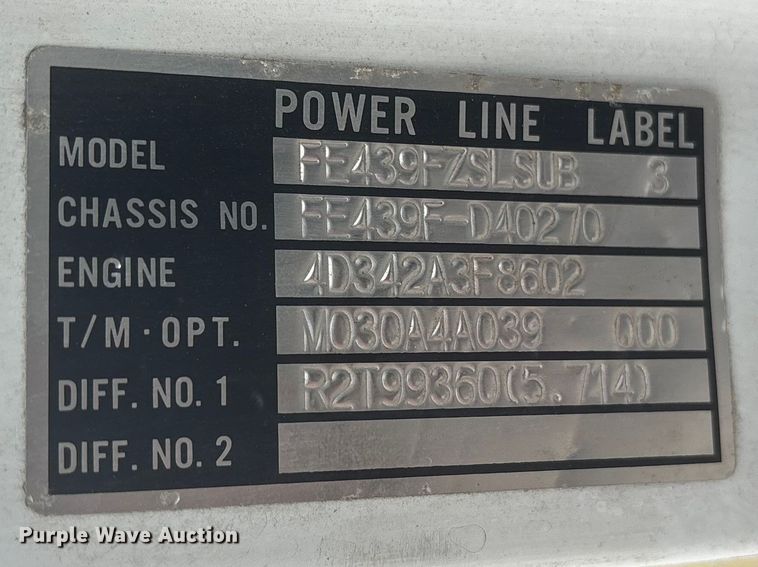 POWER LINE LABEL
MODEL FE439FZSLSUB 3
CHASSIS NO. FE439F-D40270
ENGINE 4D342A3F8602
T/M·OPT. M030A4A039 000
DIFF. NO. 1 R2T99360(5.714)
DIFF. NO. 2
Purple Wave Auction